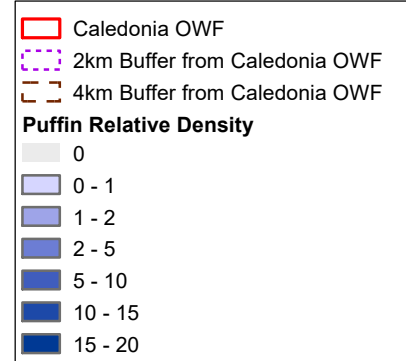 Caledonia OWF
2km Buffer from Caledonia OWF
4km Buffer from Caledonia OWF
Puffin Relative Density
0
0 - 1
1 - 2
2 - 5
5 - 10
10 - 15
15 - 20